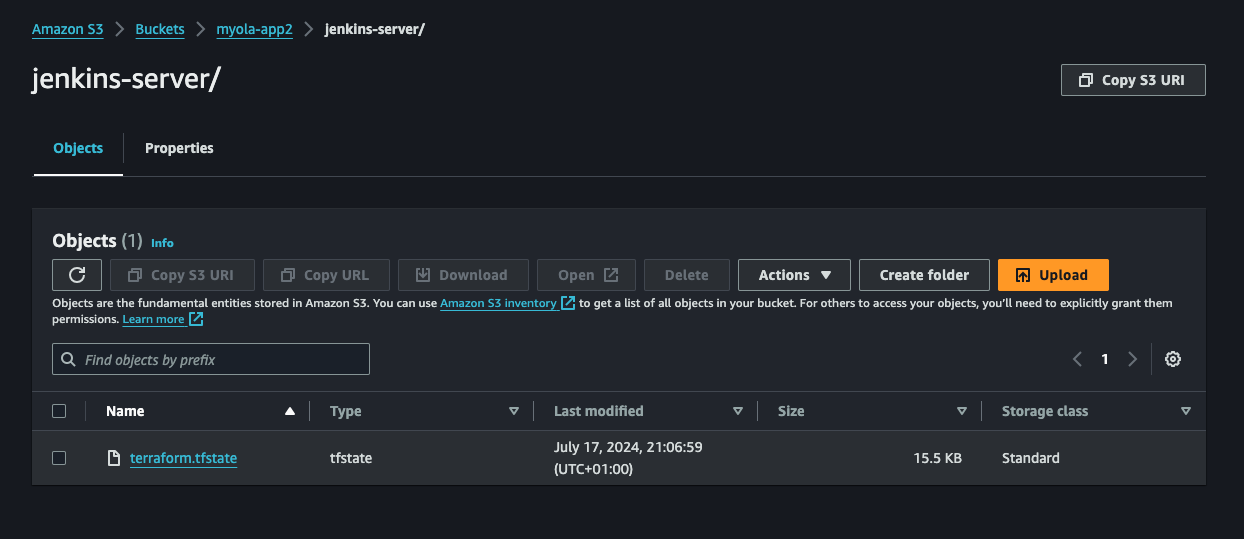 Amazon S3 > Buckets > myola-app2 > jenkins-server/
jenkins-server/
Copy S3 URI
Objects Properties
Objects (1) Info
Copy S3 URI Copy URL Download Open Delete Actions Create folder Upload
Objects are the fundamental entities stored in Amazon S3. You can use Amazon S3 inventory to get a list of all objects in your bucket. For others to access your objects, you'll need to explicitly grant them
permissions. Learn more
Find objects by prefix
1
Name Type Last modified Size Storage class
terraform.tfstate tfstate July 17, 2024, 21:06:59 15.5 KB Standard
(UTC+01:00)